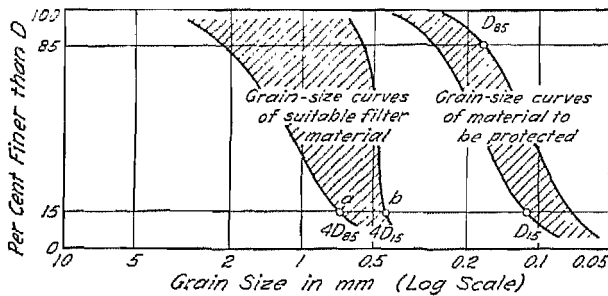 Per Cent Finer than D
100
85
15
0
D85
Grain-size curves
of suitable filter
material
Grain-size curves
of material to
be protected
a
b
4D85
4D15
D15
10
5
2
1
0.5
0.2
0.1
0.05
Grain Size in mm (Log Scale)